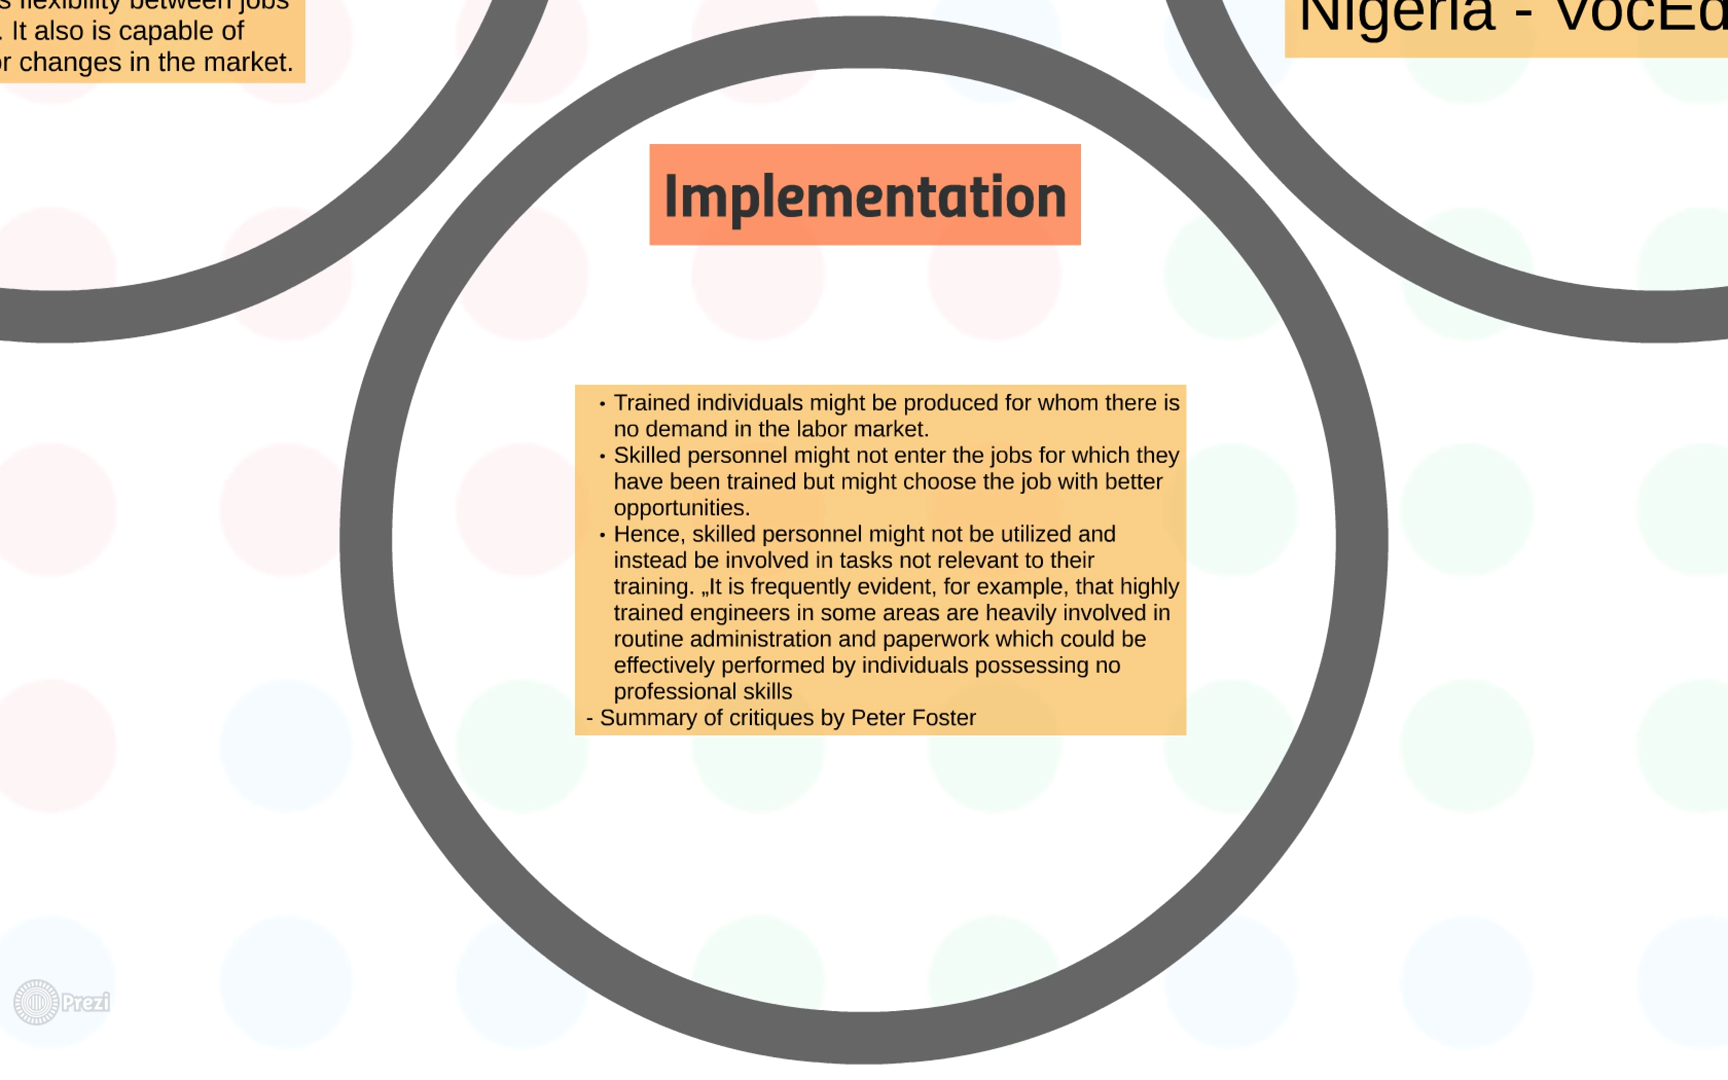 flexibility between jobs
. It also is capable of
r changes in the market.
Nigeria - VocEd
Implementation
• Trained individuals might be produced for whom there is
no demand in the labor market.
• Skilled personnel might not enter the jobs for which they
have been trained but might choose the job with better
opportunities.
• Hence, skilled personnel might not be utilized and
instead be involved in tasks not relevant to their
training. „It is frequently evident, for example, that highly
trained engineers in some areas are heavily involved in
routine administration and paperwork which could be
effectively performed by individuals possessing no
professional skills
- Summary of critiques by Peter Foster
Prezi